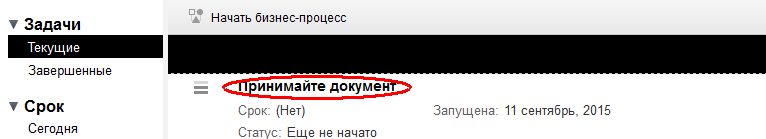 Начать бизнес-процесс
Задачи
Текущие
Завершенные
Срок
Сегодня
Принимайте документ
Срок: (Нет) Запущена: 11 сентябрь, 2015
Статус: Еще не начато